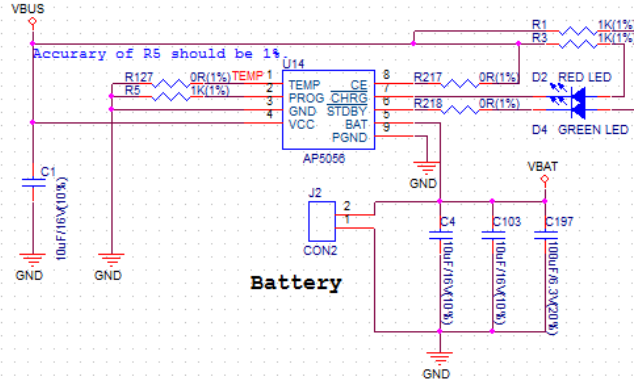 VBUS
R1 1K(1%)
R3 1K(1%)
Accurary of R5 should be 1%
U14
R127 0R(1%) TEMP 1 TEMP CE 8 R217 0R(1%) D2 RED LED
R5 1K(1%) 2 PROG CHRG 7
3 GND STDBY 6 R218 0R(1%)
4 VCC BAT 5 D4 GREEN LED
PGND 9
AP5056
GND
VBAT
C1
10uF/16V(10%)
J2
2
1
CON2
C4
10uF/16V(10%)
C103
10uF/16V(10%)
C197
100uF/6.3V(20%)
GND
GND
Battery
GND